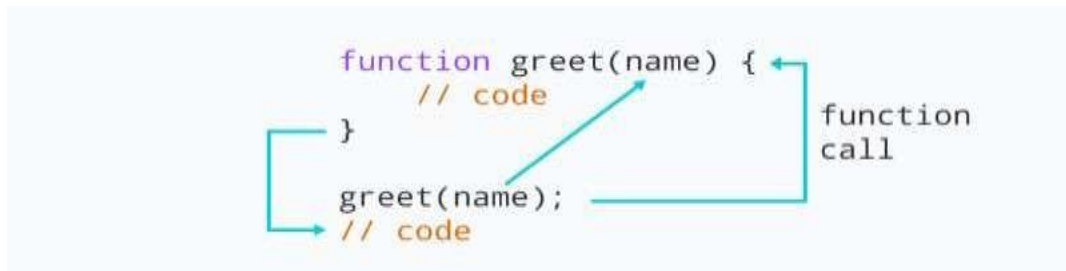 function greet(name) {
// code
}
function
call
greet(name);
// code